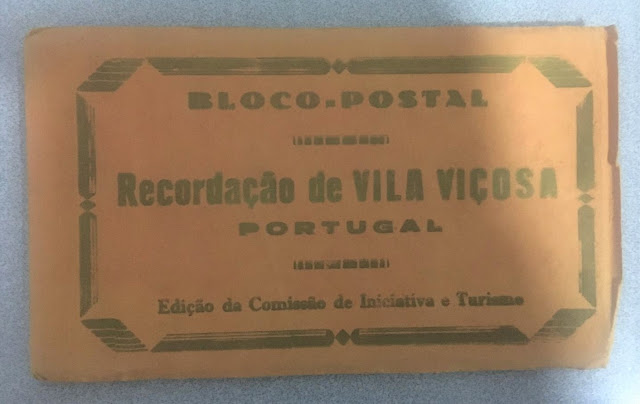 BLOCO-POSTAL
Recordação de VILA VIÇOSA
PORTUGAL
Edição da Comissão de Iniciativa e Turismo